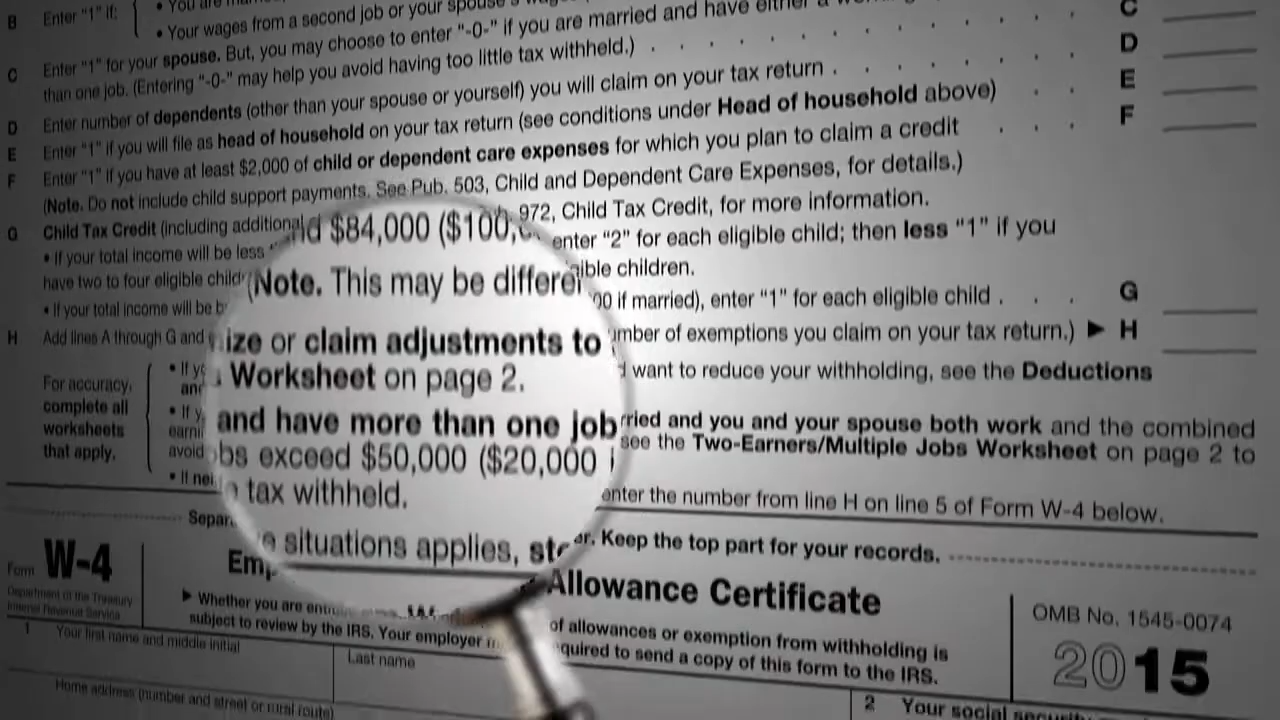 B Enter "1" if: • You are
• Your wages from a second job or your spouse's
C Enter "1" for your spouse. But, you may choose to enter "-0-" if you are married and have either a C
than one job. (Entering "-0-" may help you avoid having too little tax withheld.)
D Enter number of dependents (other than your spouse or yourself) you will claim on your tax return D
E Enter "1" if you will file as head of household on your tax return (see conditions under Head of household above) E
F Enter "1" if you have at least $2,000 of child or dependent care expenses for which you plan to claim a credit F
(Note. Do not include child support payments. See Pub. 503, Child and Dependent Care Expenses, for details.)
G Child Tax Credit (including additional 972, Child Tax Credit, for more information.
• If your total income will be less enter "2" for each eligible child; then less "1" if you
have two to four eligible ible children.
• If your total income will be 00 if married), enter "1" for each eligible child G
H Add lines A through G and mber of exemptions you claim on your tax return.) ▶ H
$84,000 ($100,
(Note. This may be differe
ize or claim adjustments to
Worksheet on page 2.
and have more than one job
bs exceed $50,000 ($20,000
tax withheld.
situations applies,
For accuracy,
complete all
worksheets
that apply.
• If want to reduce your withholding, see the Deductions
and
• If rried and you and your spouse both work and the combined
earni see the Two-Earners/Multiple Jobs Worksheet on page 2 to
avoid
• If nei enter the number from line H on line 5 of Form W-4 below.
Separ er. Keep the top part for your records.
Form W-4
Department of the Treasury
Internal Revenue Service
Emp Allowance Certificate
▶ Whether you are of allowances or exemption from withholding is
subject to review by the IRS. Your employer quired to send a copy of this form to the IRS.
OMB No. 1545-0074
2015
1 Your first name and middle initial
Last name
2 Your social
Home address (number and street or rural route)